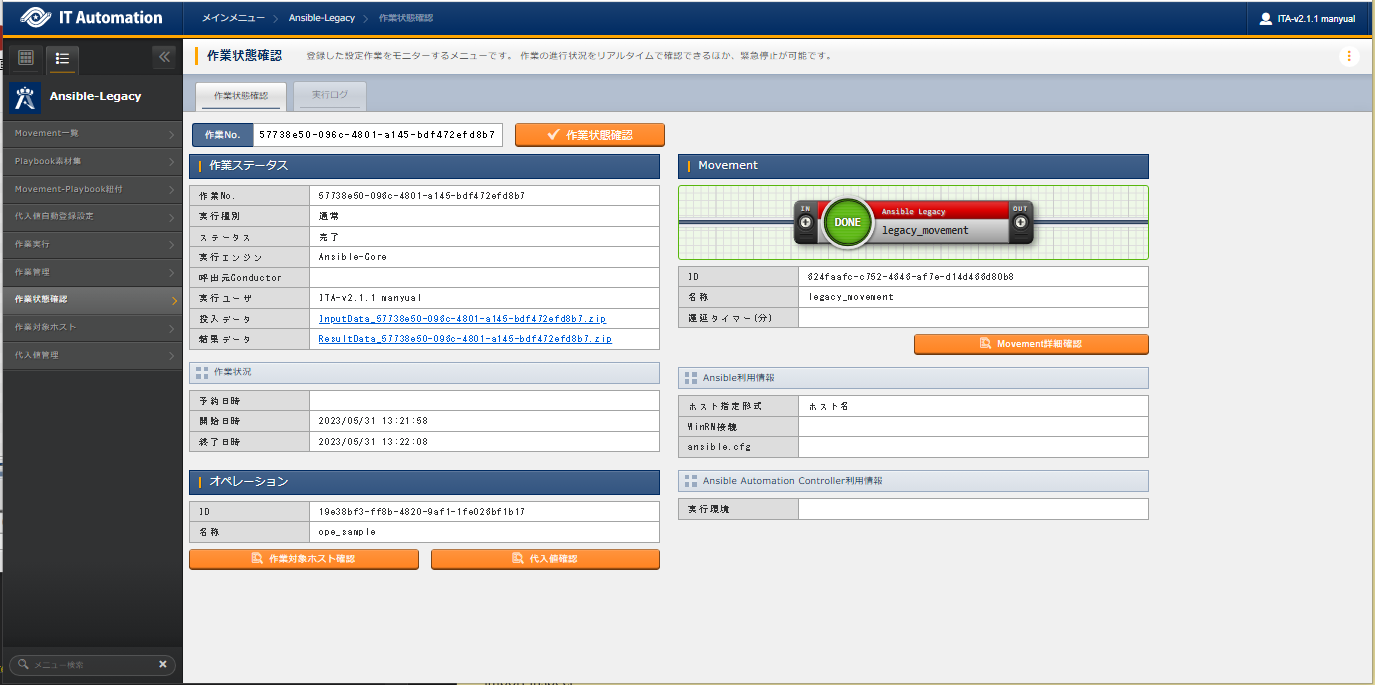 IT Automation
メインメニュー > Ansible-Legacy > 作業状態確認
ITA-v2.1.1 manyual
Ansible-Legacy
Movement一覧
Playbook素材集
Movement-Playbook紐付
代入値自動登録設定
作業実行
作業管理
作業状態確認
作業対象ホスト
代入値管理
メニュー検索
作業状態確認
登録した設定作業をモニターするメニューです。 作業の進行状況をリアルタイムで確認できるほか、緊急停止が可能です。
作業状態確認 実行ログ
作業No. 57738e50-096c-4801-a145-bdf472efd8b7 作業状態確認
作業ステータス
作業No. 57738e50-096c-4801-a145-bdf472efd8b7
実行種別 通常
ステータス 完了
実行エンジン Ansible-Core
呼出元Conductor
実行ユーザ ITA-v2.1.1 manyual
投入データ InputData_57738e50-096c-4801-a145-bdf472efd8b7.zip
結果データ ResultData_57738e50-096c-4801-a145-bdf472efd8b7.zip
作業状況
予約日時
開始日時 2023/05/31 13:21:58
終了日時 2023/05/31 13:22:08
オペレーション
ID 19e38bf3-ff8b-4820-9af1-1fe026bf1b17
名称 ope_sample
作業対象ホスト確認 代入値確認
Movement
IN DONE Ansible Legacy OUT
legacy_movement
ID 624faafc-c752-4646-af7e-d14d466d80b8
名称 legacy_movement
遅延タイマー(分)
Movement詳細確認
Ansible利用情報
ホスト指定形式 ホスト名
WinRM接続
ansible.cfg
Ansible Automation Controller利用情報
実行環境